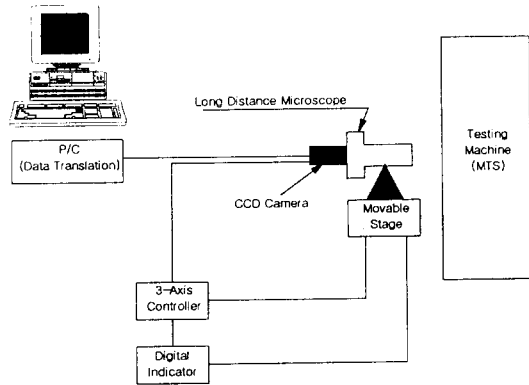 Long Distance Microscope
P/C
(Data Translation)
Testing
Machine
(MTS)
CCD Camera
Movable
Stage
3-Axis
Controller
Digital
Indicator